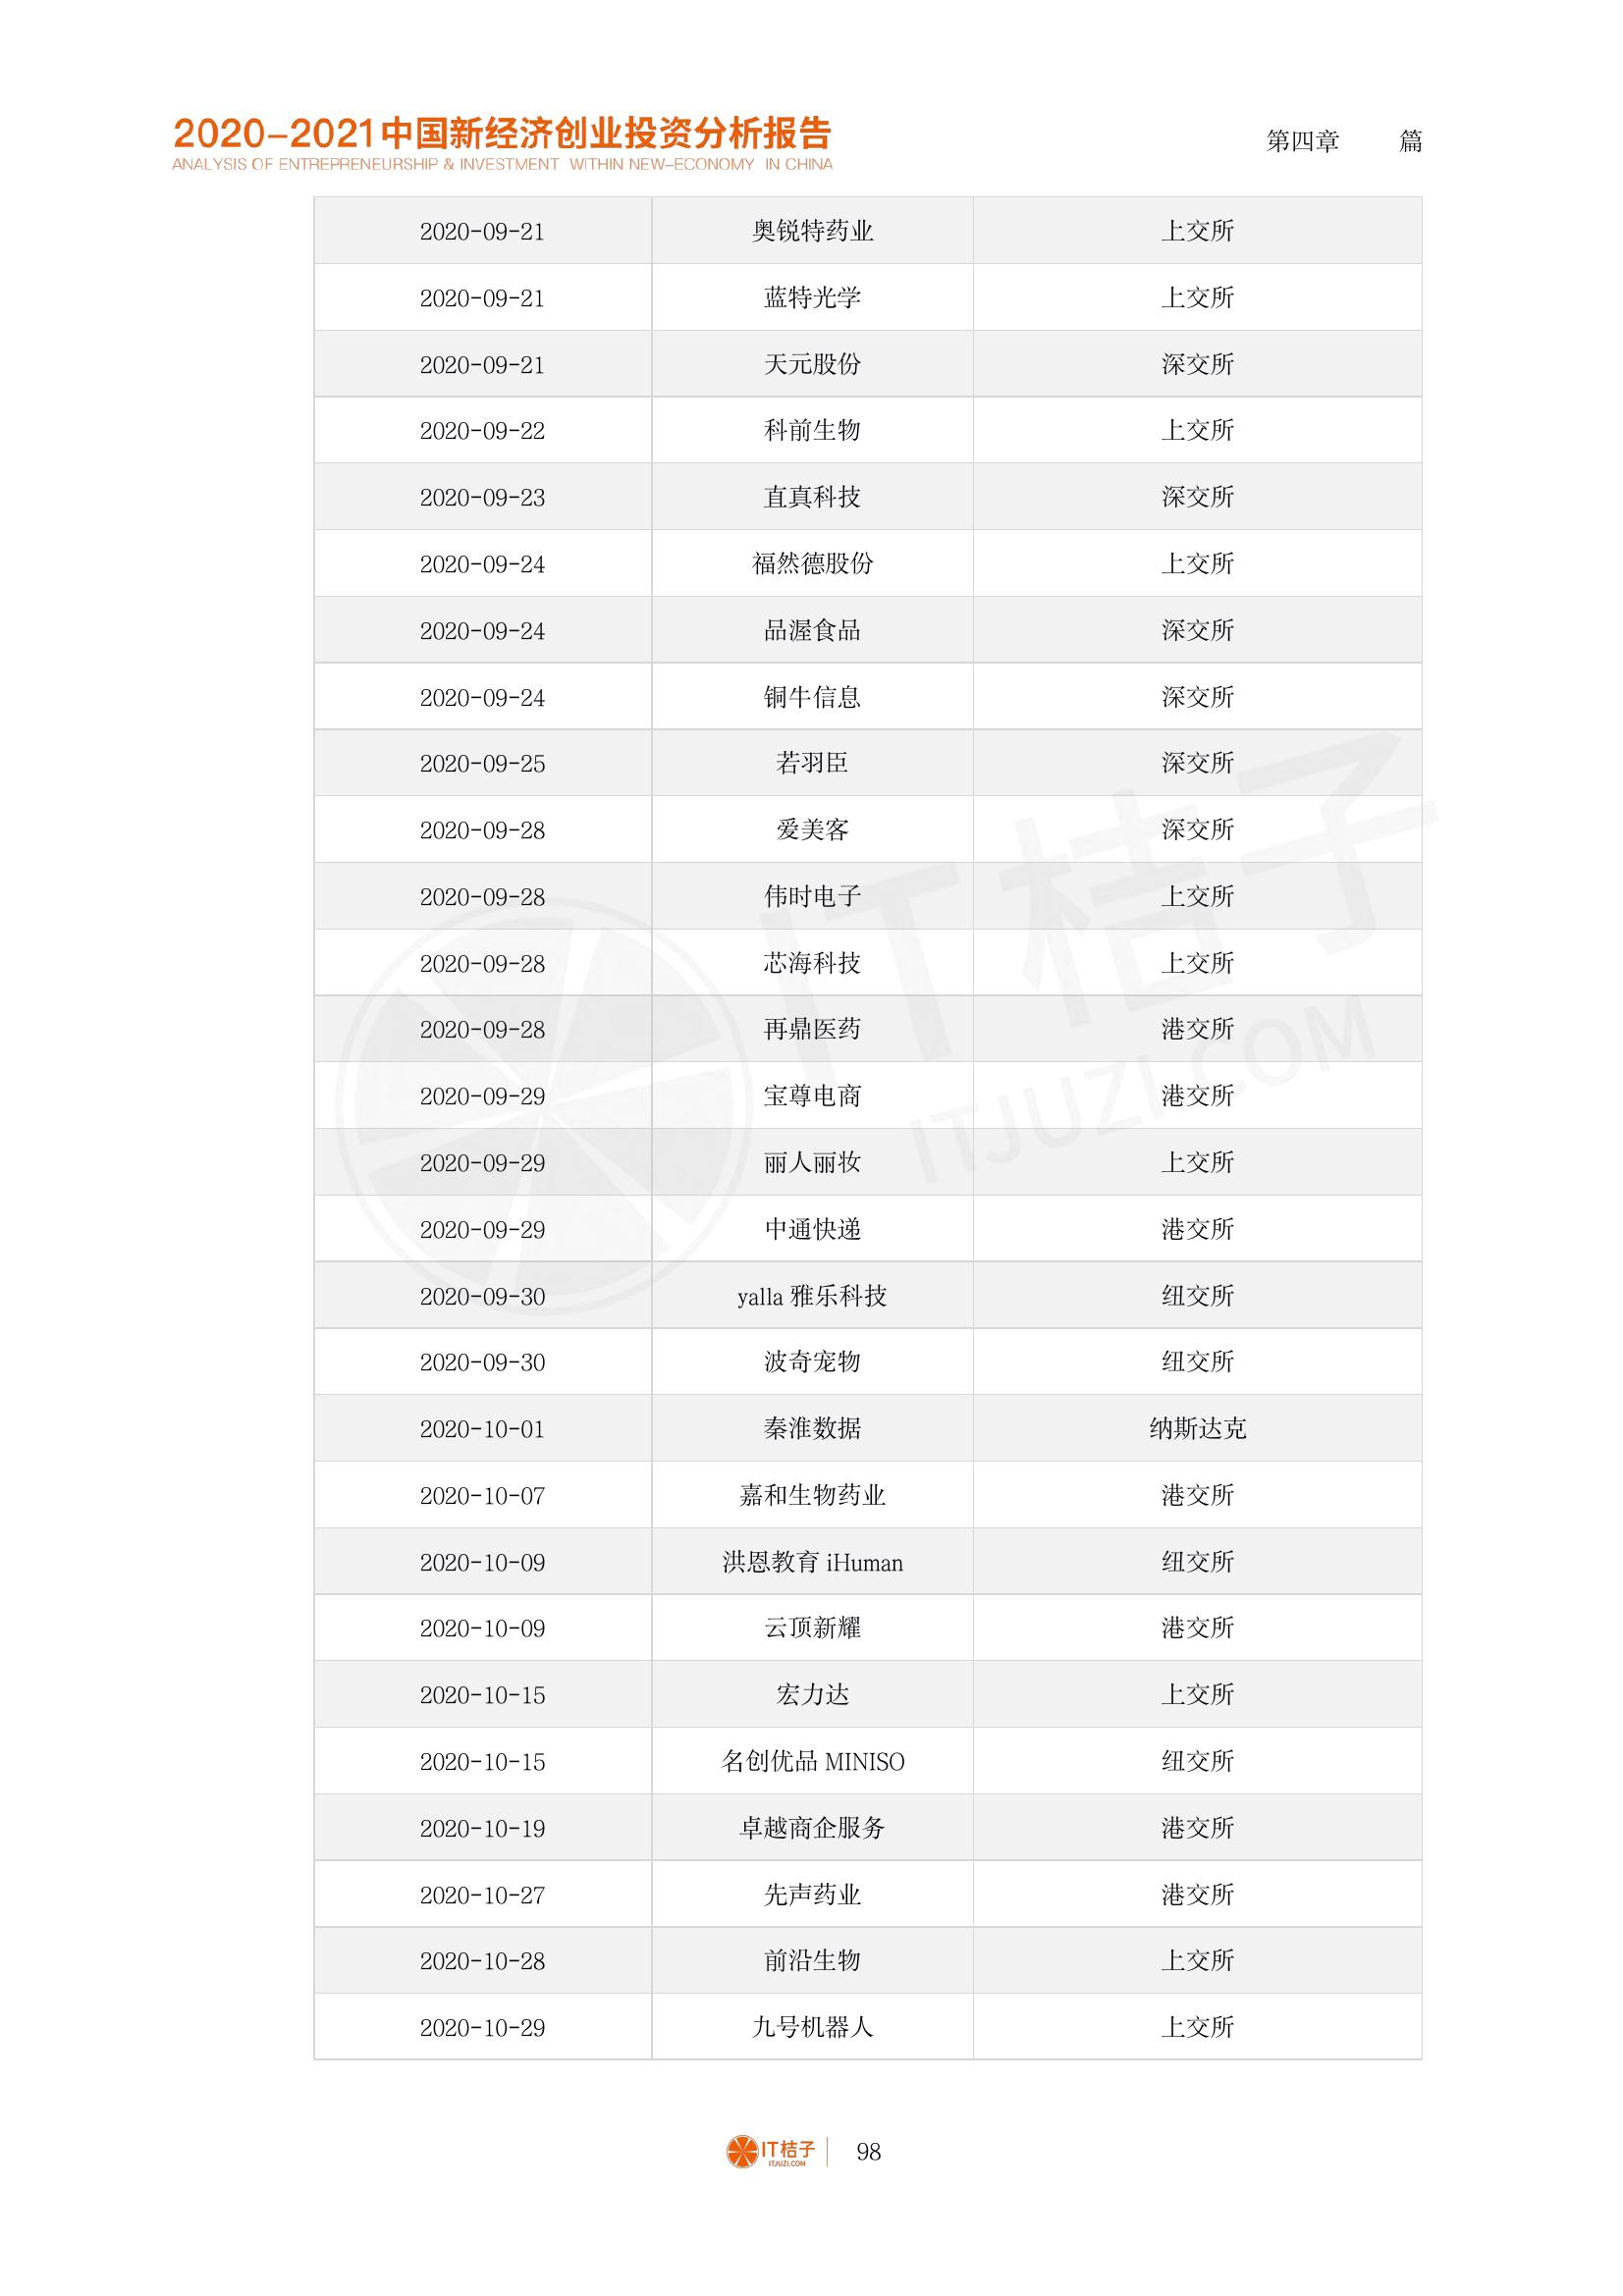 2020-2021中国新经济创业投资分析报告
ANALYSIS OF ENTREPRENEURSHIP & INVESTMENT WITHIN NEW-ECONOMY IN CHINA
第四章 篇
2020-09-21 奥锐特药业 上交所
2020-09-21 蓝特光学 上交所
2020-09-21 天元股份 深交所
2020-09-22 科前生物 上交所
2020-09-23 直真科技 深交所
2020-09-24 福然德股份 上交所
2020-09-24 品渥食品 深交所
2020-09-24 铜牛信息 深交所
2020-09-25 若羽臣 深交所
2020-09-28 爱美客 深交所
2020-09-28 伟时电子 上交所
2020-09-28 芯海科技 上交所
2020-09-28 再鼎医药 港交所
2020-09-29 宝尊电商 港交所
2020-09-29 丽人丽妆 上交所
2020-09-29 中通快递 港交所
2020-09-30 yalla 雅乐科技 纽交所
2020-09-30 波奇宠物 纽交所
2020-10-01 秦淮数据 纳斯达克
2020-10-07 嘉和生物药业 港交所
2020-10-09 洪恩教育 iHuman 纽交所
2020-10-09 云顶新耀 港交所
2020-10-15 宏力达 上交所
2020-10-15 名创优品 MINISO 纽交所
2020-10-19 卓越商企服务 港交所
2020-10-27 先声药业 港交所
2020-10-28 前沿生物 上交所
2020-10-29 九号机器人 上交所
IT桔子
ITJUZI.COM
IT桔子
ITJUZI.COM
98